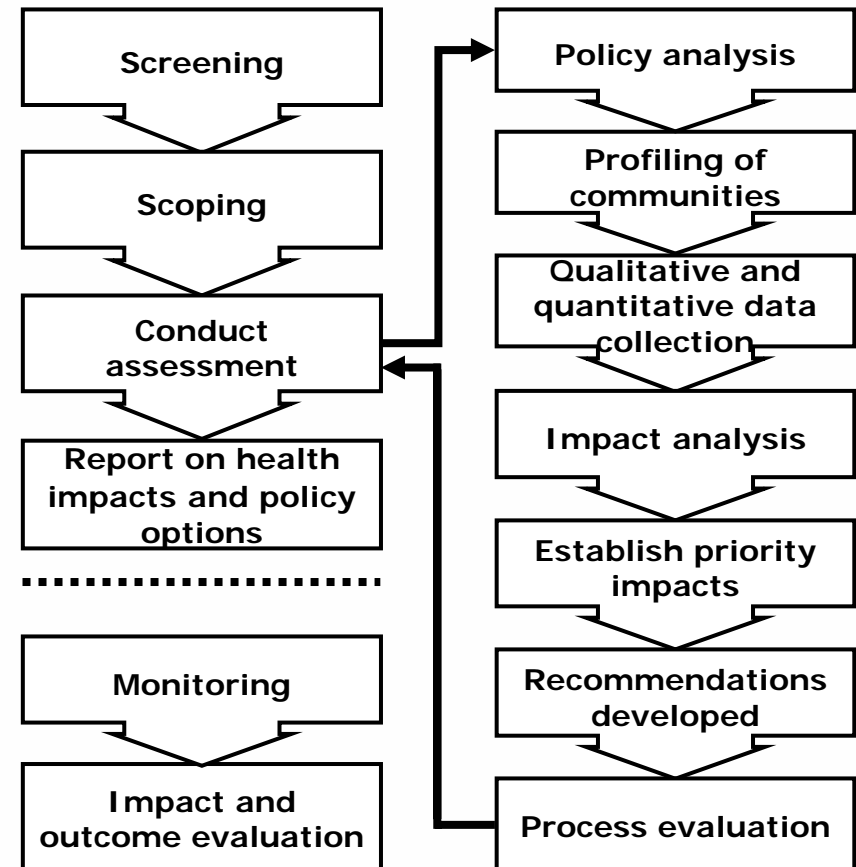 Screening
Scoping
Conduct
assessment
Report on health
impacts and policy
options
Monitoring
Impact and
outcome evaluation
Policy analysis
Profiling of
communities
Qualitative and
quantitative data
collection
Impact analysis
Establish priority
impacts
Recommendations
developed
Process evaluation